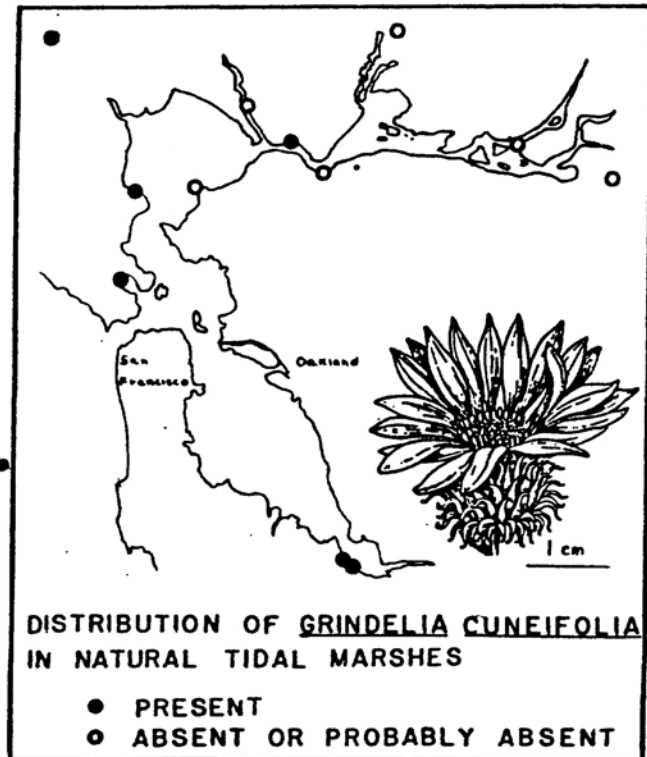 San
Francisco
Oakland
1 cm
DISTRIBUTION OF GRINDELIA CUNEIFOLIA
IN NATURAL TIDAL MARSHES
PRESENT
ABSENT OR PROBABLY ABSENT